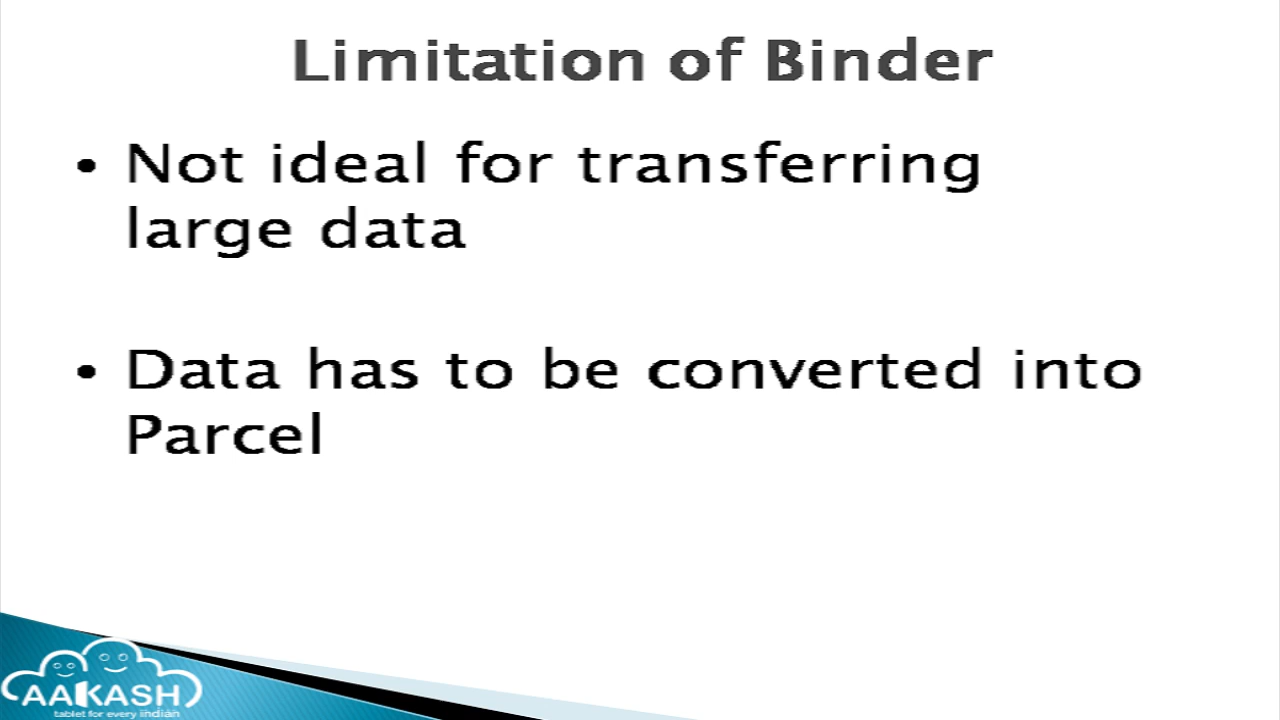 Limitation of Binder
• Not ideal for transferring
large data
• Data has to be converted into
Parcel
AAKASH
tablet for every indian